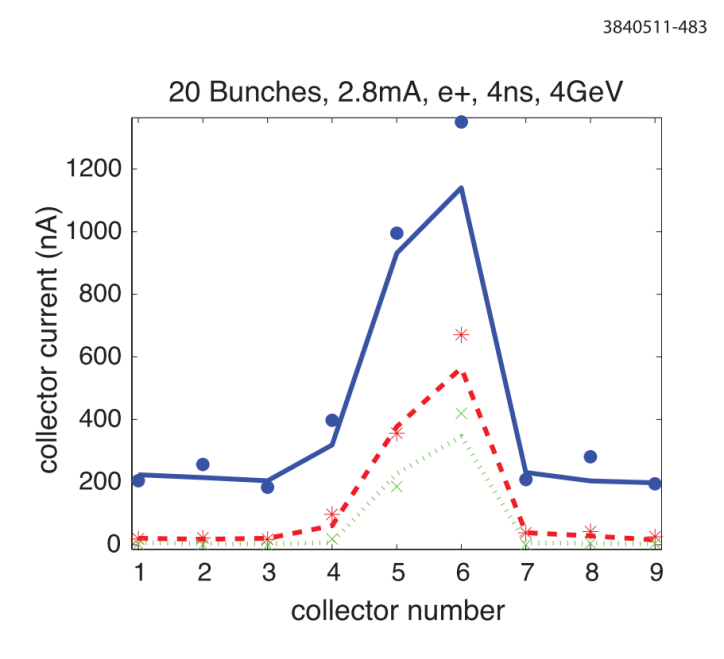 3840511-483
20 Bunches, 2.8mA, e+, 4ns, 4GeV
1200
1000
800
600
400
200
0
collector current (nA)
1 2 3 4 5 6 7 8 9
collector number